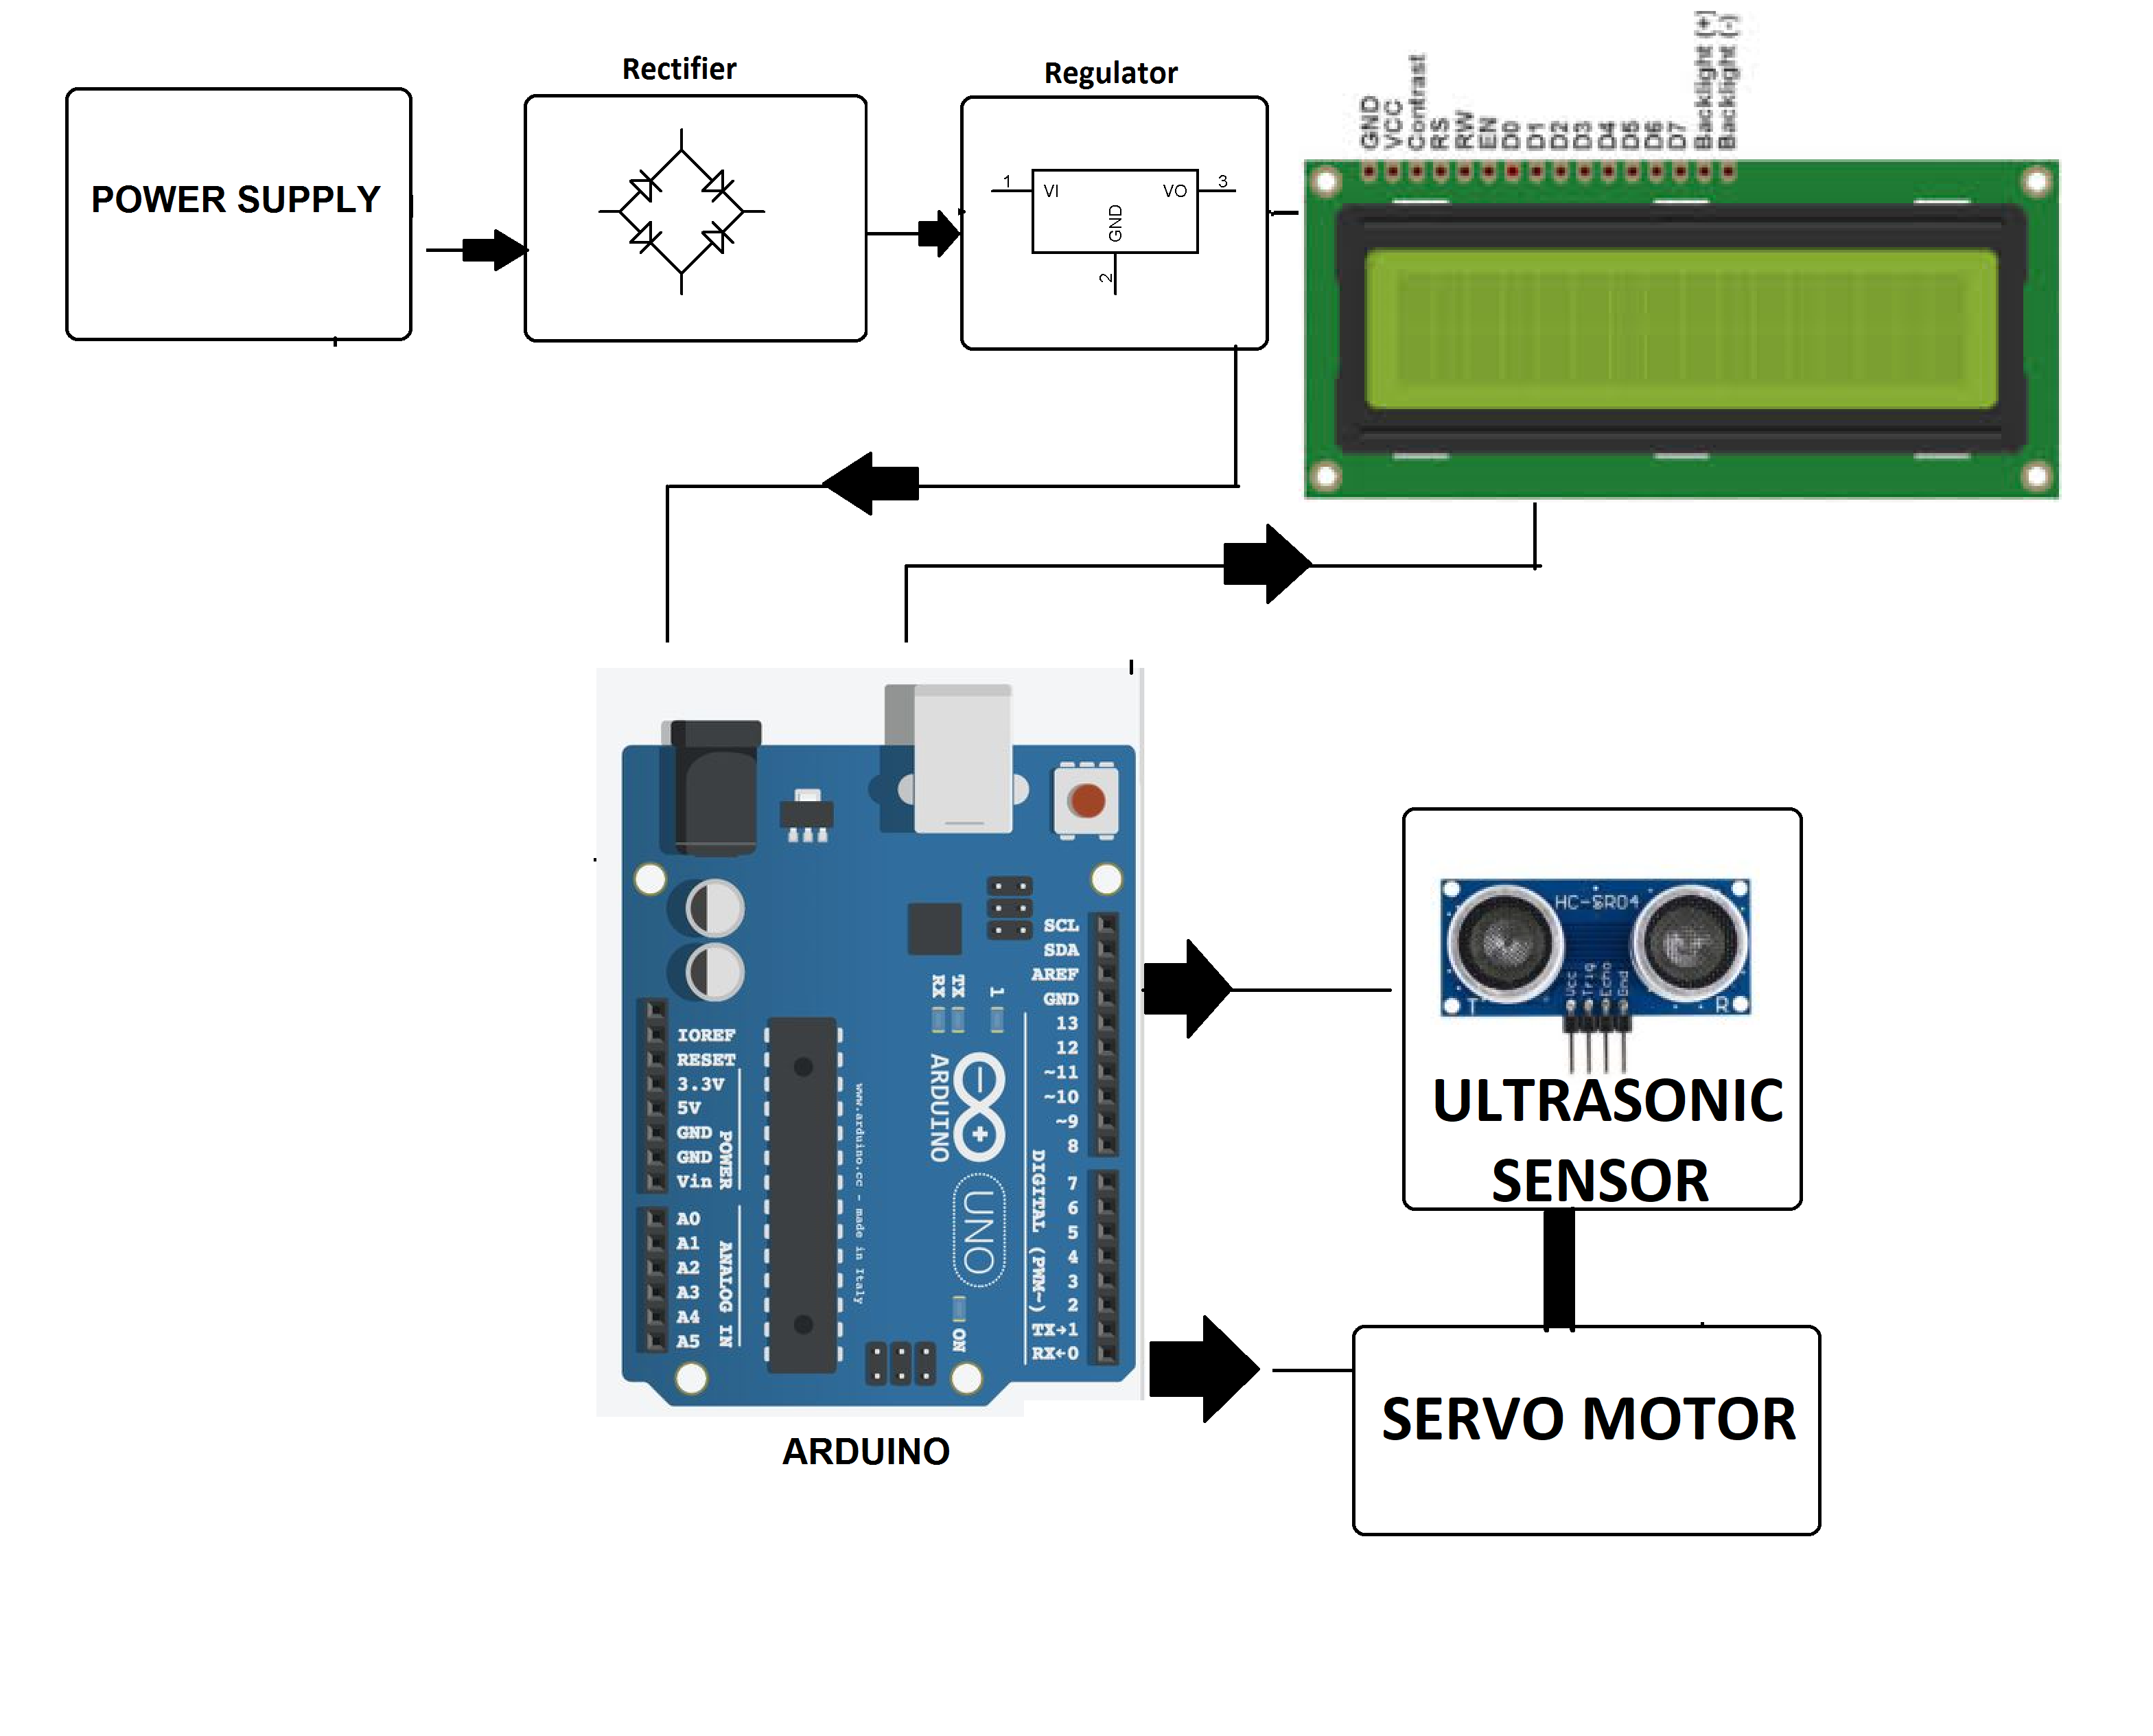 Rectifier
Regulator
POWER SUPPLY
1
VI
VO
3
GND
2
GND
VCC
Contrast
RS
RW
EN
D0
D1
D2
D3
D4
D5
D6
D7
Backlight (+)
Backlight (-)
SCL
SDA
AREF
GND
13
12
~11
~10
~9
8
7
6
5
4
3
2
TX→1
RX←0
DIGITAL (PWM~)
RX
TX
1
ARDUINO
UNO
ON
www.arduino.cc - made in Italy
IOREF
RESET
3.3V
5V
GND
GND
Vin
POWER
A0
A1
A2
A3
A4
A5
ANALOG IN
ARDUINO
HC-SR04
Vcc
Trig
Echo
Gnd
T
R
ULTRASONIC
SENSOR
SERVO MOTOR